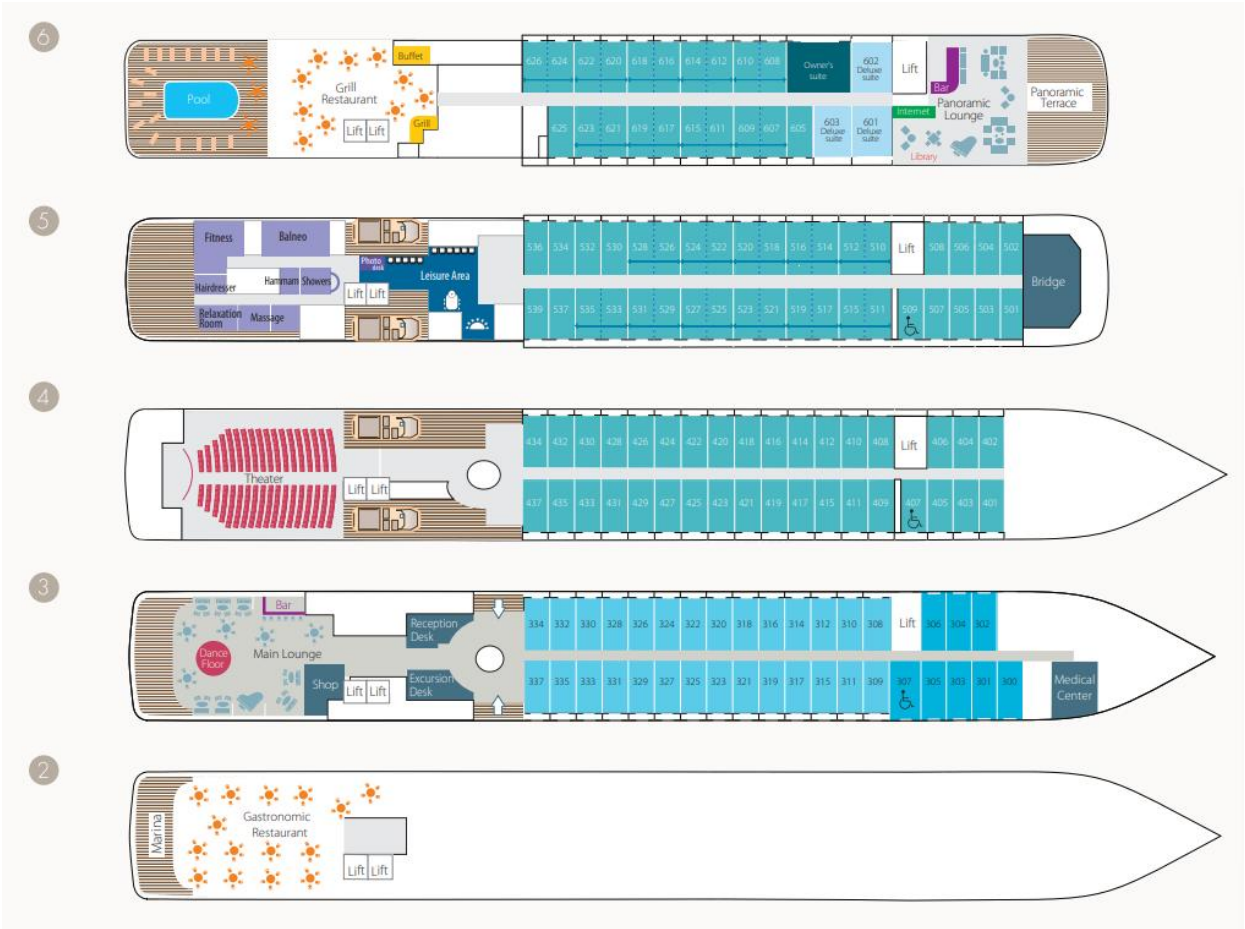 6
626 624 622 620 618 616 614 612 610 608
Owner's
suite
602
Deluxe
suite
Lift
Bar
Buffet
Grill
Restaurant
Pool
Lift Lift
Grill
Internet
Panoramic
Lounge
Panoramic
Terrace
625 623 621 619 617 615 611 609 607 605
603
Deluxe
suite
601
Deluxe
suite
Library
5
Fitness
Balneo
Photo
desk
Leisure Area
Hammam Showers
Hairdresser
Lift Lift
Relaxation
Room
Massage
536 534 532 530 528 526 524 522 520 518 516 514 512 510
Lift
508 506 504 502
Bridge
539 537 535 533 531 529 527 525 523 521 517 515 511 509 507 505 503 501
4
Theater
Lift Lift
434 432 430 428 426 424 422 420 418 416 414 412 410 408
Lift
406 404 402
437 435 433 431 429 427 425 423 421 419 417 415 411 409 407 405 403 401
3
Bar
Reception
Desk
Dance
Floor
Main Lounge
Shop
Lift Lift
Excursion
Desk
334 332 330 328 326 324 322 320 318 316 314 312 310 308
Lift
306 304 302
337 335 333 331 329 327 325 323 321 319 317 315 311 309 307 305 303 301 300
Medical
Center
2
Marina
Gastronomic
Restaurant
Lift Lift